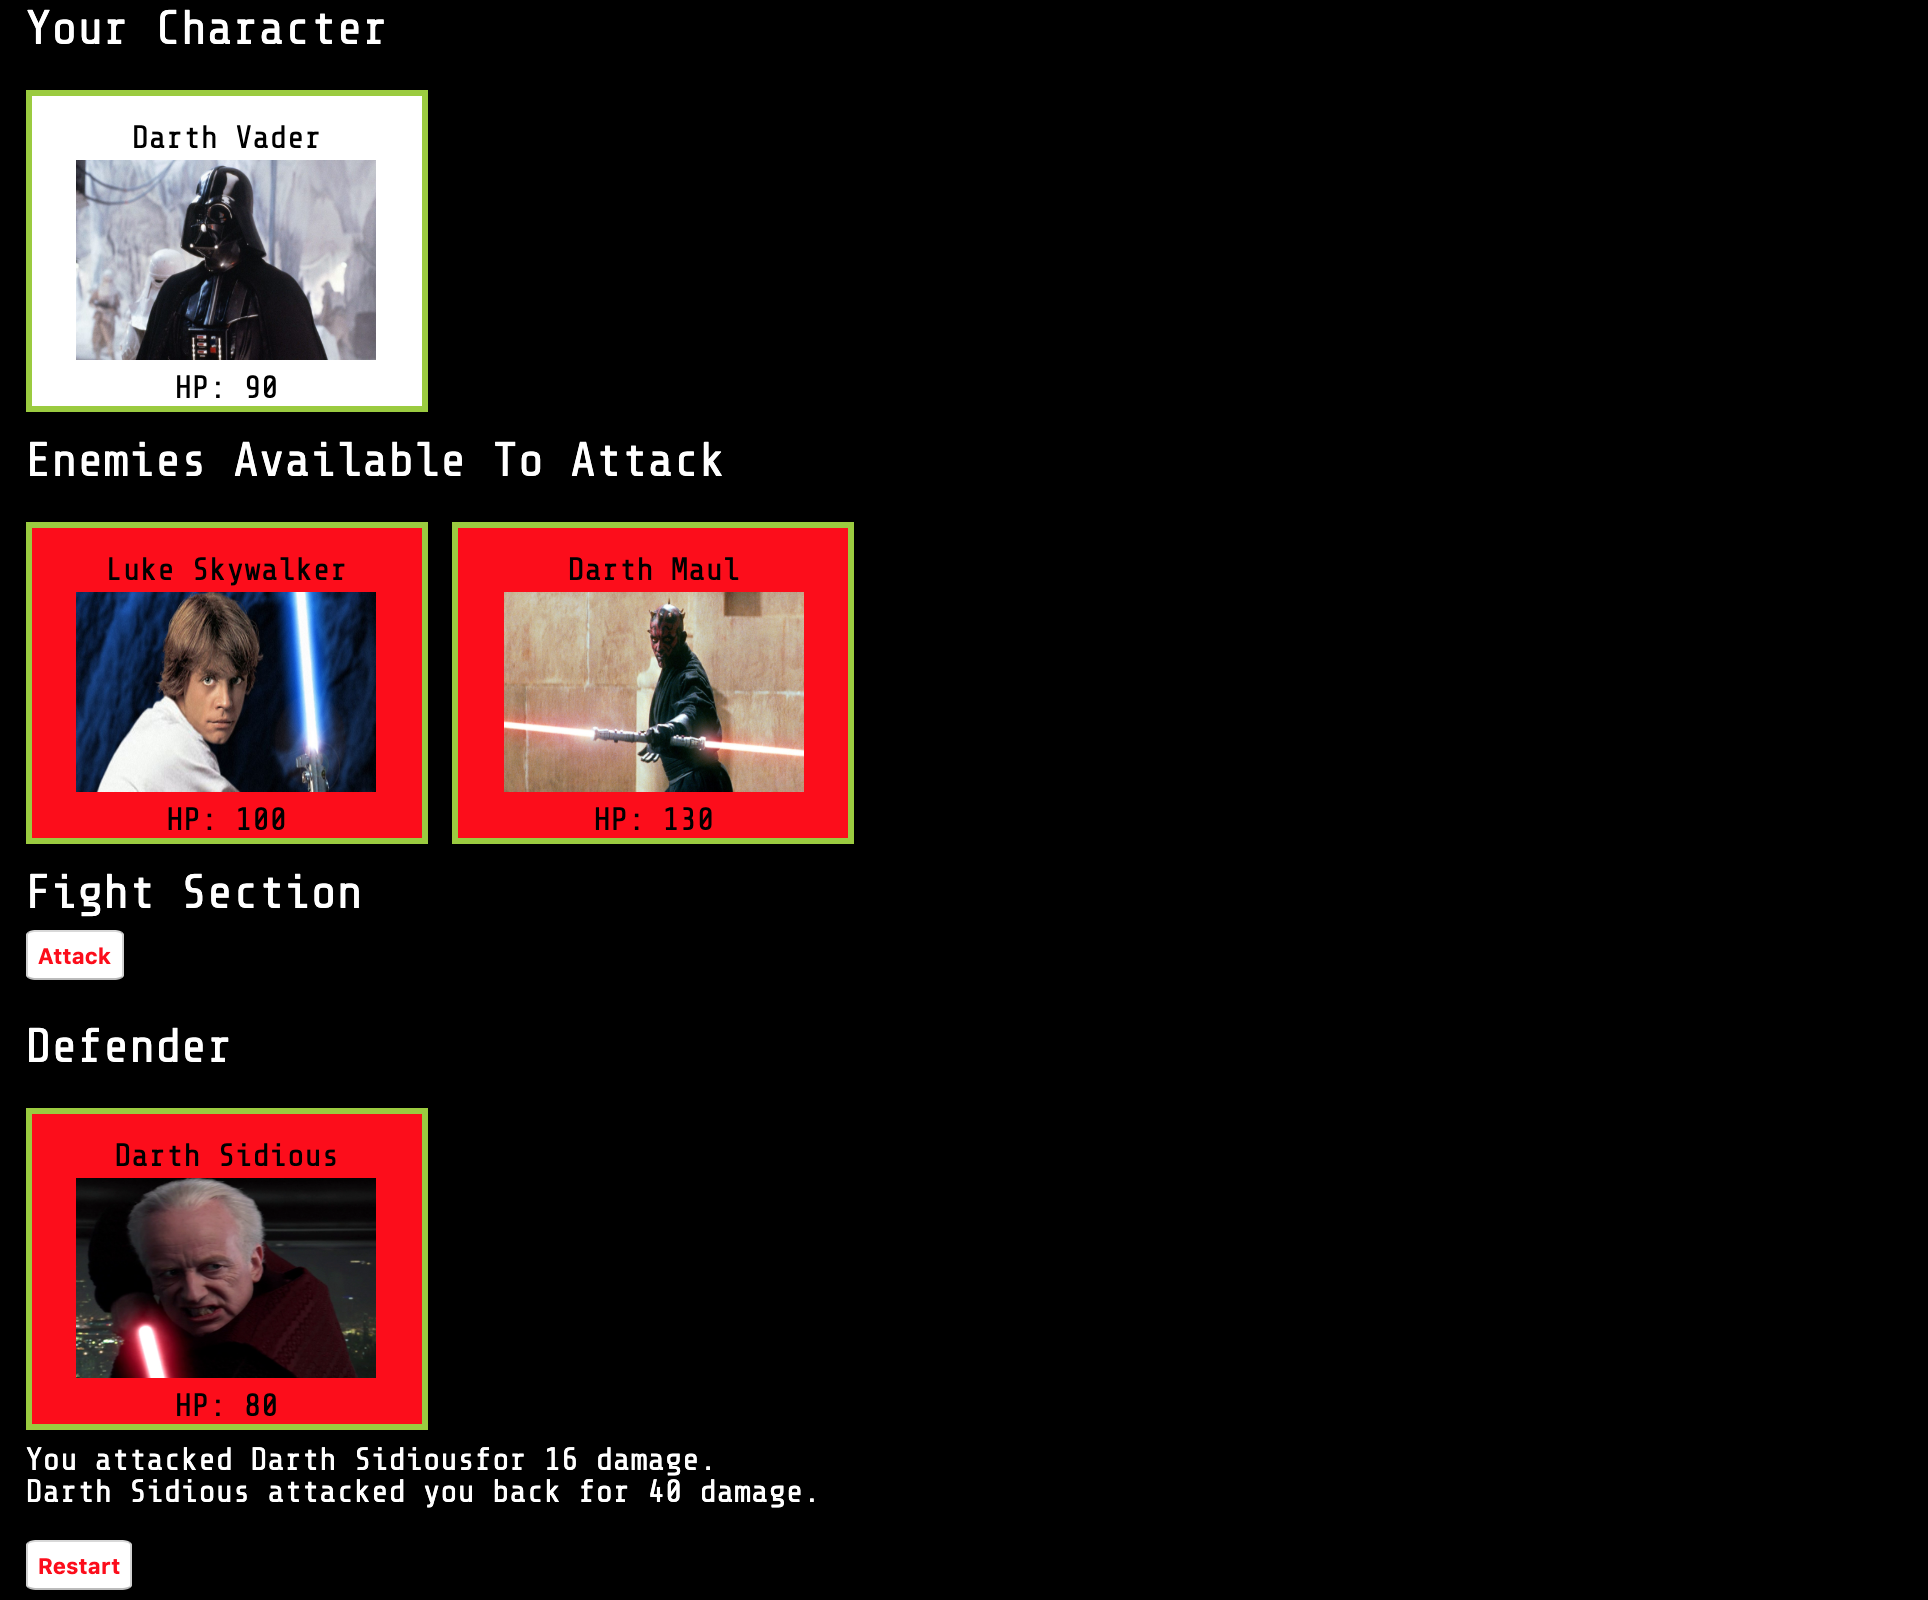 Your Character
Darth Vader
HP: 90
Enemies Available To Attack
Luke Skywalker
HP: 100
Darth Maul
HP: 130
Fight Section
Attack
Defender
Darth Sidious
HP: 80
You attacked Darth Sidiousfor 16 damage.
Darth Sidious attacked you back for 40 damage.
Restart